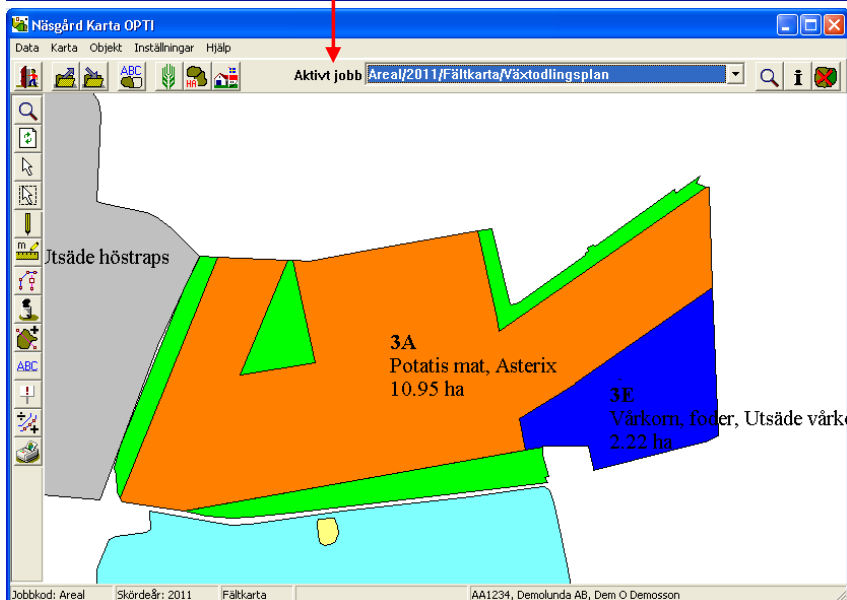 Näsgård Karta OPTI
Data Karta Objekt Inställningar Hjälp
ABC HA Aktivt jobb Areal/2011/Fältkarta/Växtodlingsplan i
m
ABC
Utsäde höstraps
3A
Potatis mat, Asterix
10.95 ha
3E
Vårkorn, foder, Utsäde vårko
2.22 ha
Jobbkod: Areal Skördeår: 2011 Fältkarta AA1234, Demolunda AB, Dem O Demosson